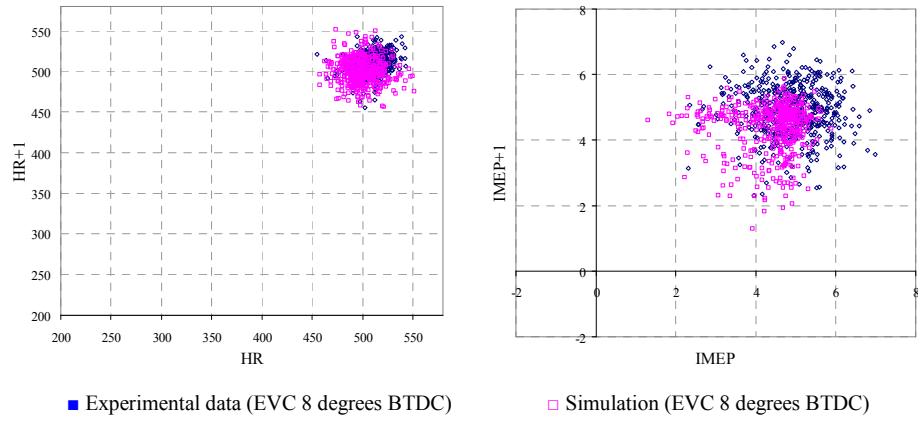 550
500
450
400
350
300
250
200
HR+1
200 250 300 350 400 450 500 550
HR
8
6
4
2
0
-2
IMEP+1
-2 0 2 4 6 8
IMEP
Experimental data (EVC 8 degrees BTDC)
Simulation (EVC 8 degrees BTDC)